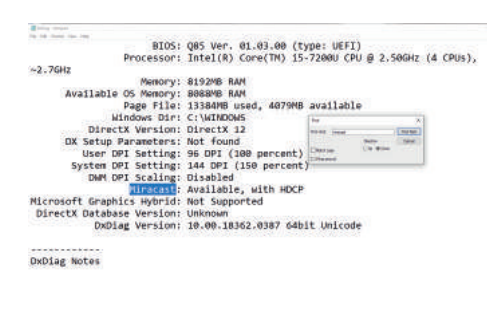 BIOS: Q85 Ver. 01.03.00 (type: UEFI)
Processor: Intel(R) Core(TM) i5-7200U CPU @ 2.50GHz (4 CPUs),
~2.7GHz
Memory: 8192MB RAM
Available OS Memory: 8088MB RAM
Page File: 13384MB used, 4079MB available
Windows Dir: C:\WINDOWS
DirectX Version: DirectX 12
DX Setup Parameters: Not found
User DPI Setting: 96 DPI (100 percent)
System DPI Setting: 144 DPI (150 percent)
DWM DPI Scaling: Disabled
Miracast: Available, with HDCP
Microsoft Graphics Hybrid: Not Supported
DirectX Database Version: Unknown
DxDiag Version: 10.00.18362.0387 64bit Unicode
------------
DxDiag Notes